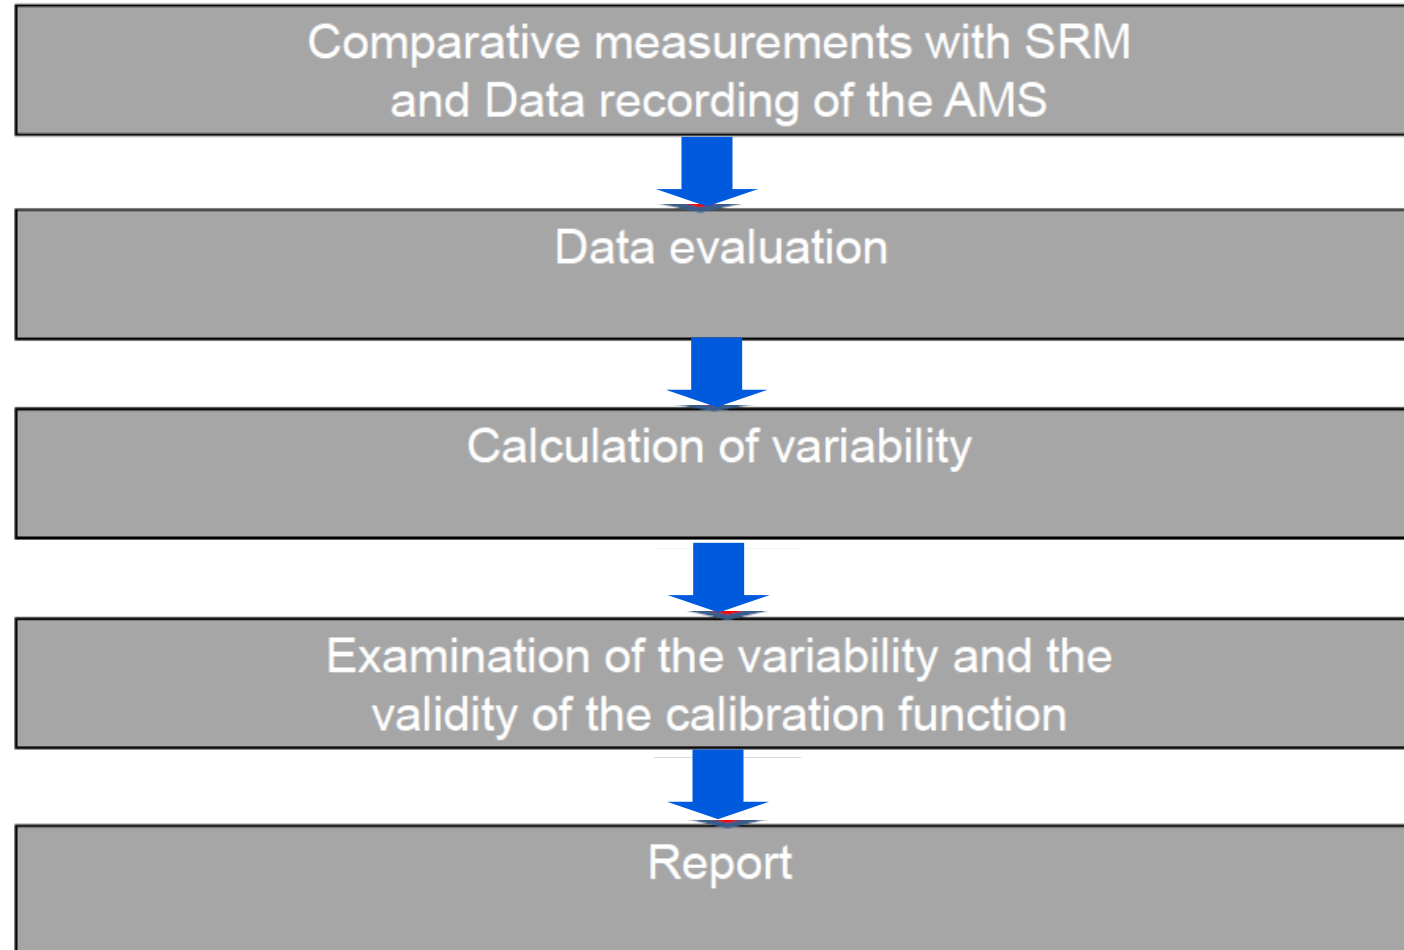 Comparative measurements with SRM
and Data recording of the AMS
Data evaluation
Calculation of variability
Examination of the variability and the
validity of the calibration function
Report